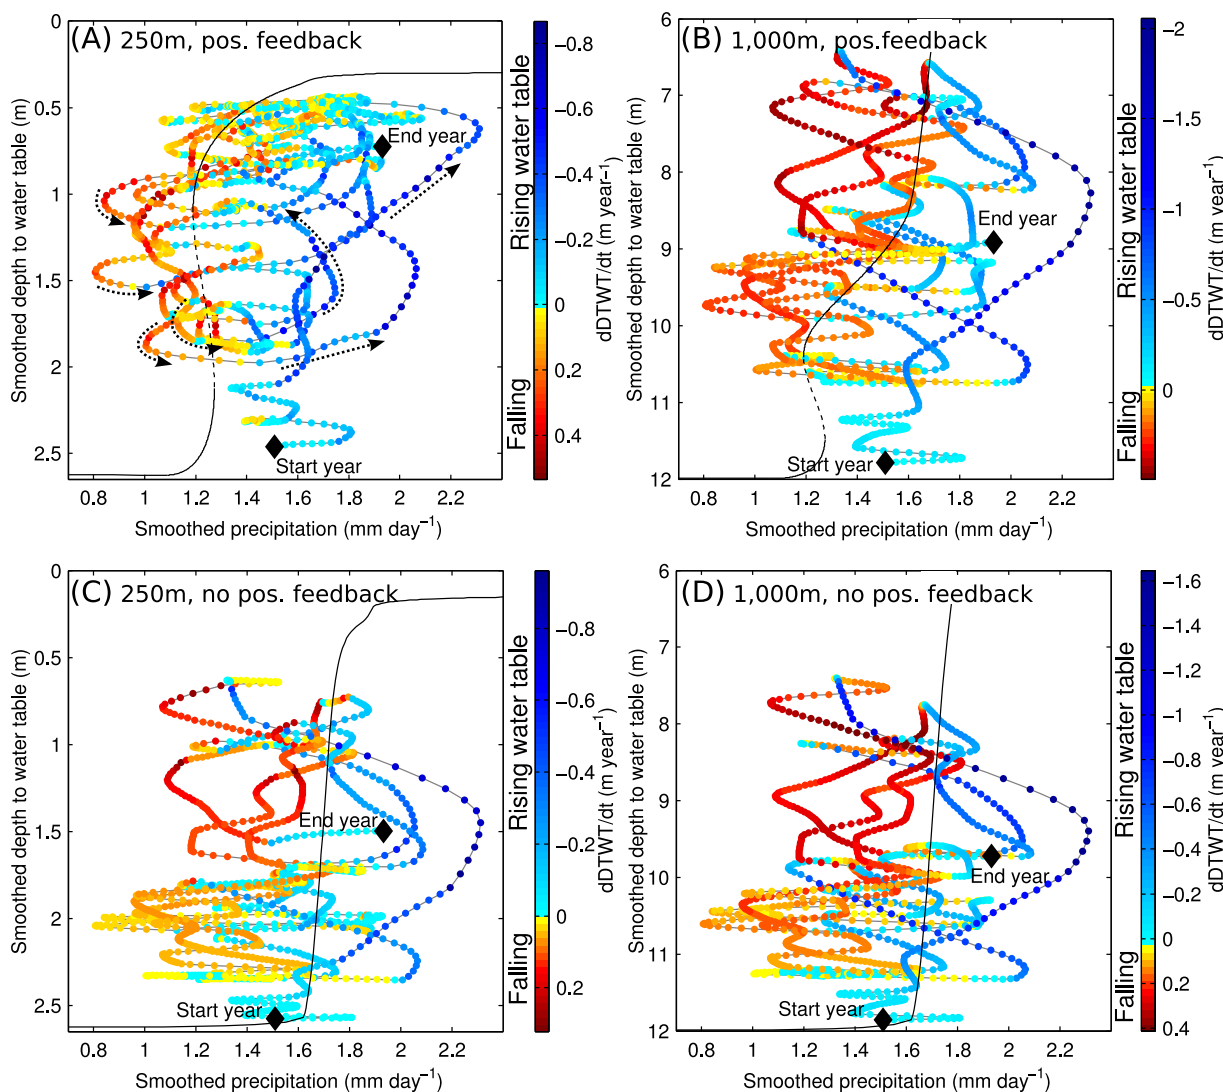 (A) 250m, pos. feedback
0
0.5
1
1.5
2
2.5
Smoothed depth to water table (m)
0.8 1 1.2 1.4 1.6 1.8 2 2.2
Smoothed precipitation (mm day−1)
End year
Start year
Rising water table
Falling
−0.8
−0.6
−0.4
−0.2
0
0.2
0.4
dDTWT/dt (m year−1)
(B) 1,000m, pos.feedback
6
7
8
9
10
11
12
Smoothed depth to water table (m)
0.8 1 1.2 1.4 1.6 1.8 2 2.2
Smoothed precipitation (mm day−1)
End year
Start year
Rising water table
Falling
−2
−1.5
−1
−0.5
0
dDTWT/dt (m year−1)
(C) 250m, no pos. feedback
0
0.5
1
1.5
2
2.5
Smoothed depth to water table (m)
0.8 1 1.2 1.4 1.6 1.8 2 2.2
Smoothed precipitation (mm day−1)
End year
Start year
Rising water table
Falling
−0.8
−0.6
−0.4
−0.2
0
0.2
dDTWT/dt (m year−1)
(D) 1,000m, no pos. feedback
6
7
8
9
10
11
12
Smoothed depth to water table (m)
0.8 1 1.2 1.4 1.6 1.8 2 2.2
Smoothed precipitation (mm day−1)
End year
Start year
Rising water table
Falling
−1.6
−1.4
−1.2
−1
−0.8
−0.6
−0.4
−0.2
0
0.2
0.4
dDTWT/dt (m year−1)